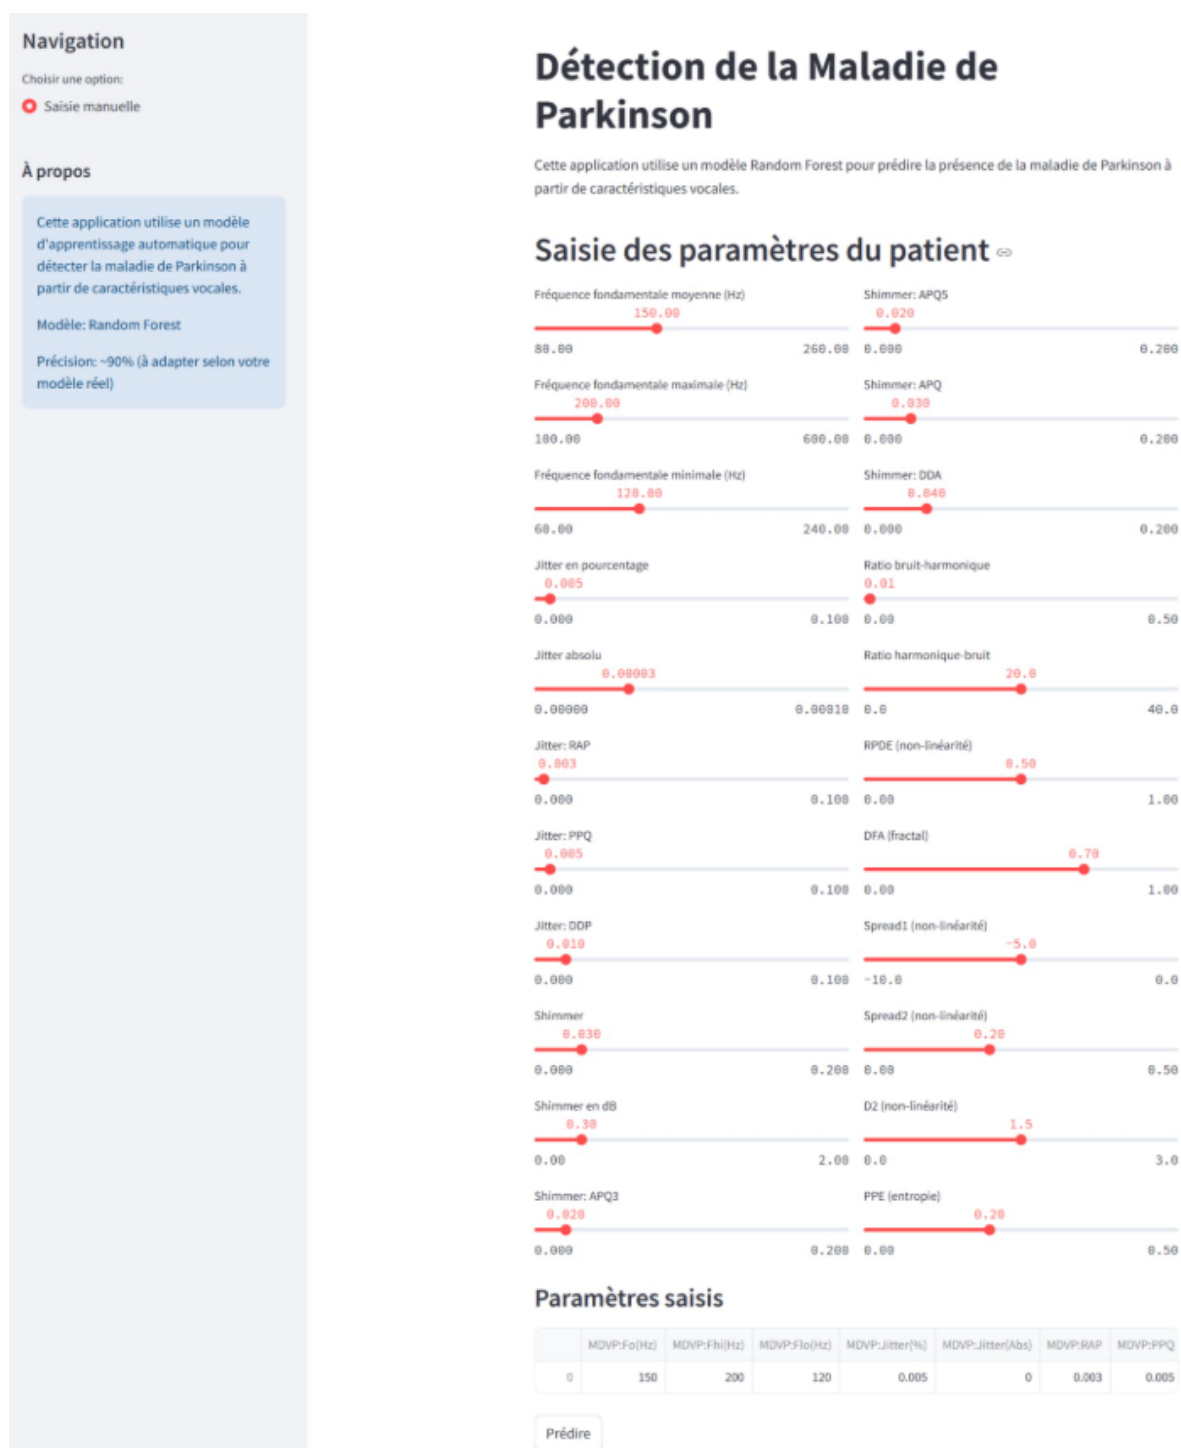 Navigation
Choisir une option:
Saisie manuelle
À propos
Cette application utilise un modèle
d'apprentissage automatique pour
détecter la maladie de Parkinson à
partir de caractéristiques vocales.
Modèle: Random Forest
Précision: ~90% (à adapter selon votre
modèle réel)
Détection de la Maladie de
Parkinson
Cette application utilise un modèle Random Forest pour prédire la présence de la maladie de Parkinson à
partir de caractéristiques vocales.
Saisie des paramètres du patient
Fréquence fondamentale moyenne (Hz)
150.00
80.00 260.00
Fréquence fondamentale maximale (Hz)
200.00
100.00 600.00
Fréquence fondamentale minimale (Hz)
120.00
60.00 240.00
Jitter en pourcentage
0.005
0.000 0.100
Jitter absolu
0.00003
0.00000 0.00010
Jitter: RAP
0.003
0.000 0.100
Jitter: PPQ
0.005
0.000 0.100
Jitter: DDP
0.010
0.000 0.100
Shimmer
0.030
0.000 0.200
Shimmer en dB
0.30
0.00 2.00
Shimmer: APQ3
0.020
0.000 0.200
Shimmer: APQ5
0.020
0.000 0.200
Shimmer: APQ
0.030
0.000 0.200
Shimmer: DDA
0.040
0.000 0.200
Ratio bruit-harmonique
0.01
0.00 0.50
Ratio harmonique-bruit
20.0
0.0 40.0
RPDE (non-linéarité)
0.50
0.00 1.00
DFA (fractal)
0.70
0.00 1.00
Spread1 (non-linéarité)
-5.0
-10.0 0.0
Spread2 (non-linéarité)
0.20
0.00 0.50
D2 (non-linéarité)
1.5
0.0 3.0
PPE (entropie)
0.20
0.00 0.50
Paramètres saisis
MDVP:Fo(Hz) MDVP:Fhi(Hz) MDVP:Flo(Hz) MDVP:Jitter(%) MDVP:Jitter(Abs) MDVP:RAP MDVP:PPQ
0 150 200 120 0.005 0 0.003 0.005
Prédire